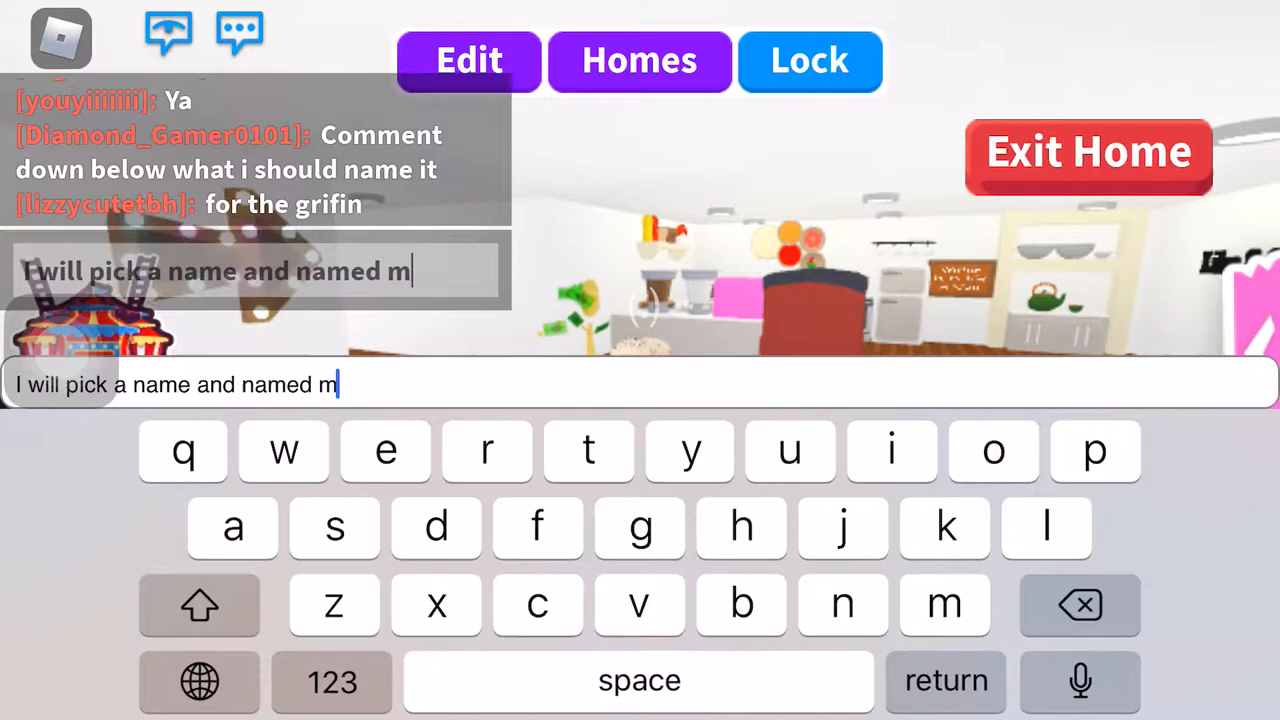 Edit Homes Lock
[youyiiiiiii]: Ya
[Diamond_Gamer0101]: Comment
down below what i should name it
[lizzycutetbh]: for the grifin
Exit Home
I will pick a name and named m
I will pick a name and named m
q w e r t y u i o p
a s d f g h j k l
z x c v b n m
123 space return